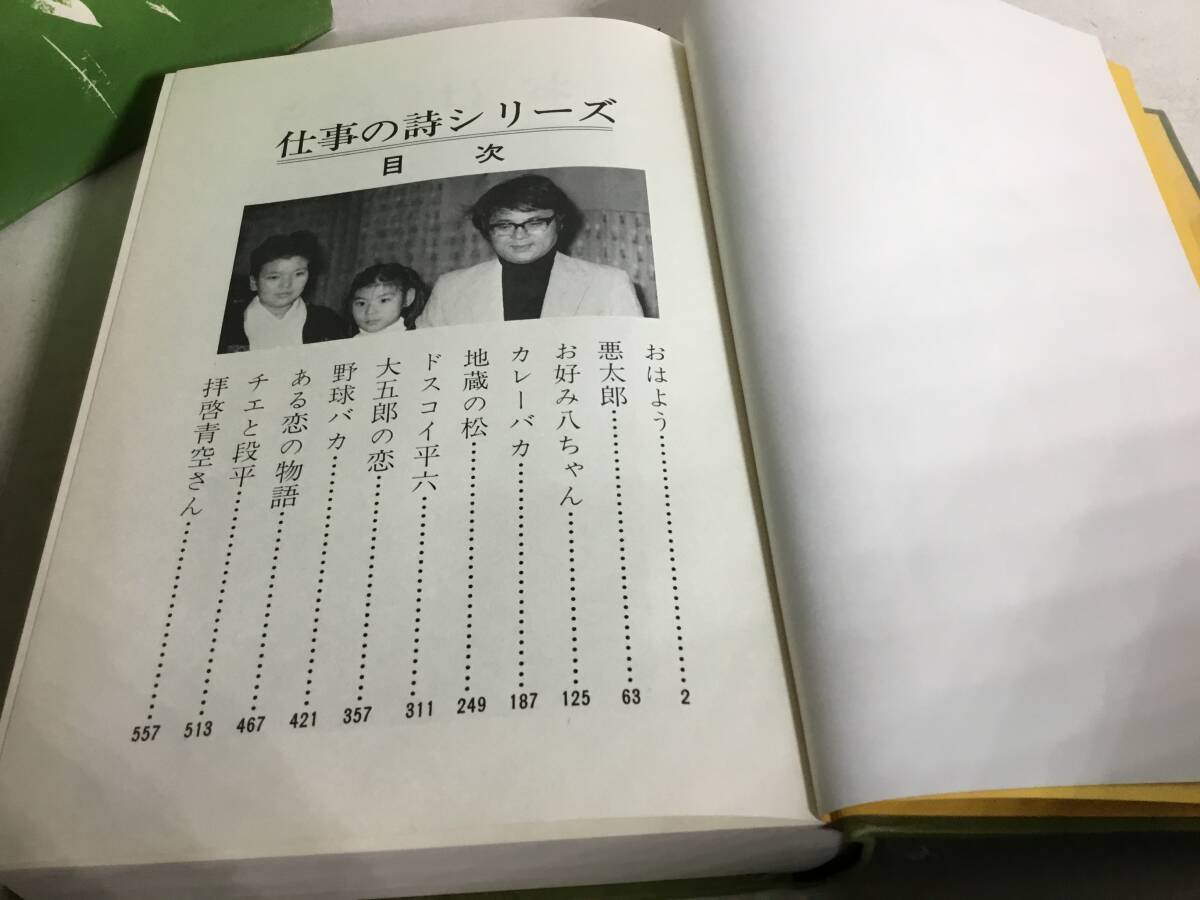 仕事の詩シリーズ
目次
おはよう…………2
悪太郎…………63
お好み八ちゃん…………125
カレーバカ…………187
地蔵の松…………249
ドスコイ平六…………311
大五郎の恋…………357
野球バカ…………421
ある恋の物語…………467
チエと段平…………513
拝啓青空さん…………557